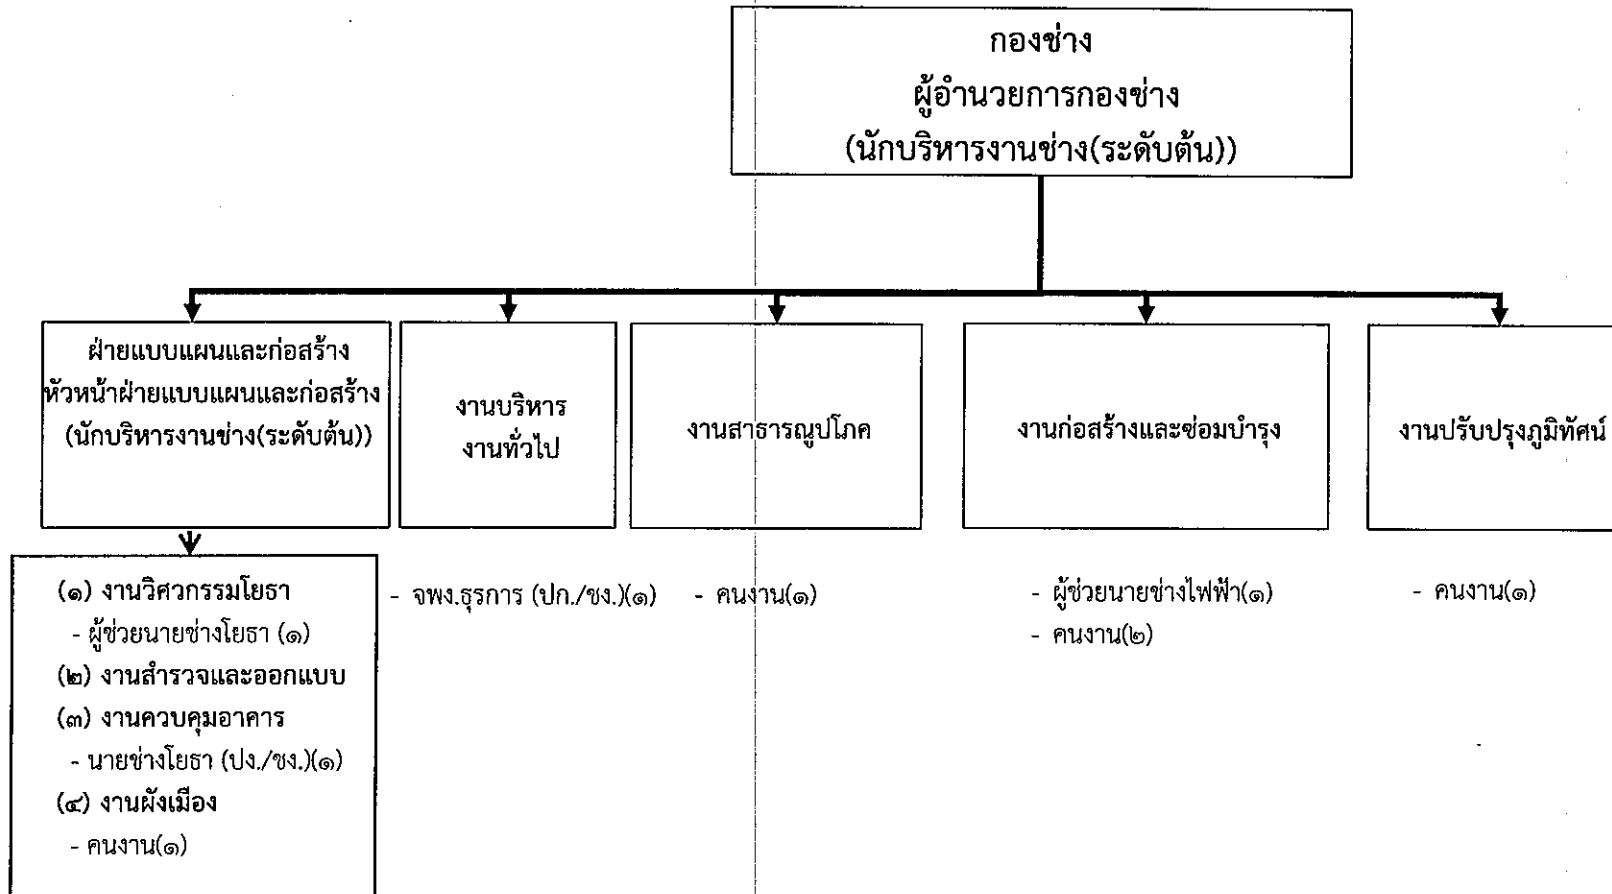 กองช่าง
ผู้อำนวยการกองช่าง
(นักบริหารงานช่าง(ระดับต้น))
ฝ่ายแบบแผนและก่อสร้าง
หัวหน้าฝ่ายแบบแผนและก่อสร้าง
(นักบริหารงานช่าง(ระดับต้น))
งานบริหาร
งานทั่วไป
งานสาธารณูปโภค
งานก่อสร้างและซ่อมบำรุง
งานปรับปรุงภูมิทัศน์
(๑) งานวิศวกรรมโยธา
- ผู้ช่วยนายช่างโยธา (๑)
(๒) งานสำรวจและออกแบบ
(๓) งานควบคุมอาคาร
- นายช่างโยธา (ปง./ชง.)(๑)
(๔) งานผังเมือง
- คนงาน(๑)
- จพง.ธุรการ (ปก./ชง.)(๑)
- คนงาน(๑)
- ผู้ช่วยนายช่างไฟฟ้า(๑)
- คนงาน(๒)
- คนงาน(๑)